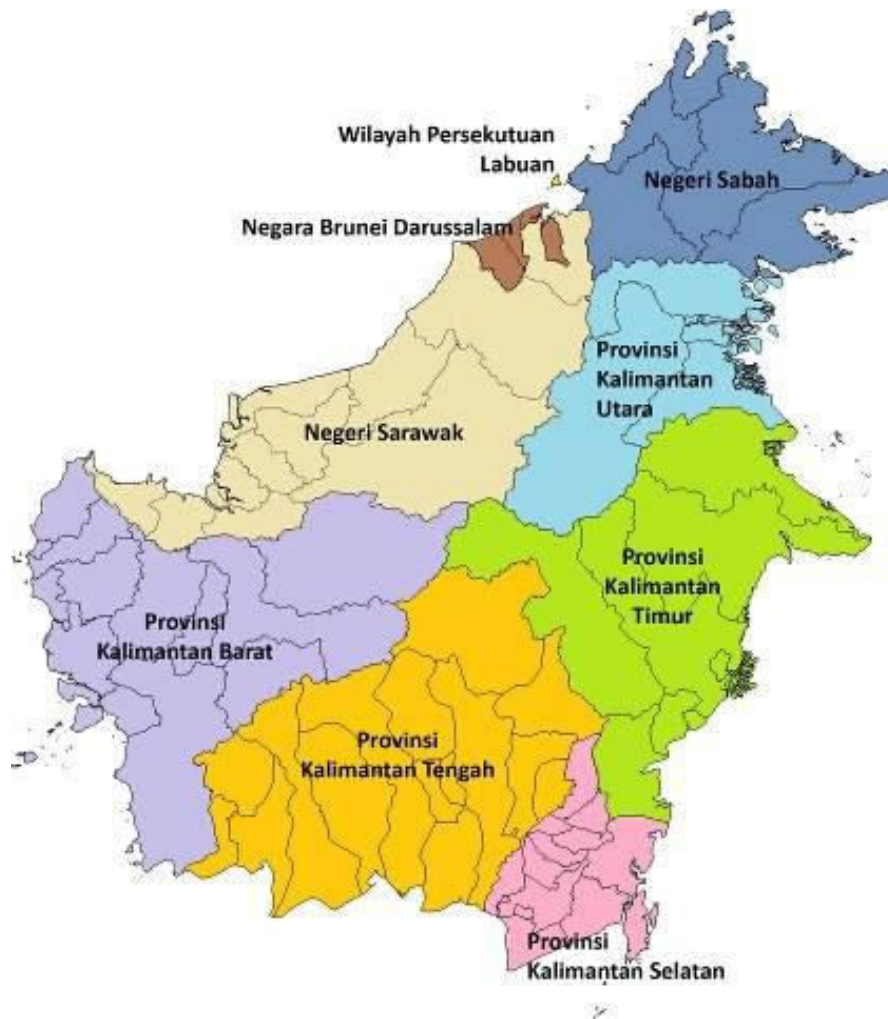 Wilayah Persekutuan
Labuan
Negeri Sabah
Negara Brunei Darussalam
Provinsi
Kalimantan
Utara
Negeri Sarawak
Provinsi
Kalimantan
Timur
Provinsi
Kalimantan Barat
Provinsi
Kalimantan Tengah
Provinsi
Kalimantan Selatan